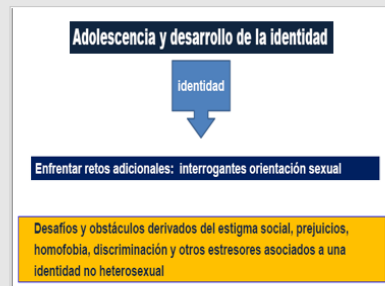 Adolescencia y desarrollo de la identidad
identidad
Enfrentar retos adicionales: interrogantes orientación sexual
Desafíos y obstáculos derivados del estigma social, prejuicios,
homofobia, discriminación y otros estresores asociados a una
identidad no heterosexual